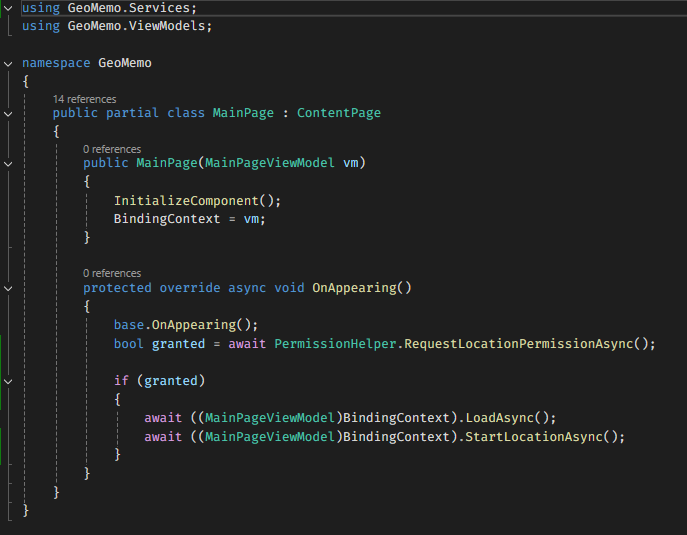 using GeoMemo.Services;
using GeoMemo.ViewModels;
namespace GeoMemo
{
14 references
public partial class MainPage : ContentPage
{
0 references
public MainPage(MainPageViewModel vm)
{
InitializeComponent();
BindingContext = vm;
}
0 references
protected override async void OnAppearing()
{
base.OnAppearing();
bool granted = await PermissionHelper.RequestLocationPermissionAsync();
if (granted)
{
await ((MainPageViewModel)BindingContext).LoadAsync();
await ((MainPageViewModel)BindingContext).StartLocationAsync();
}
}
}
}